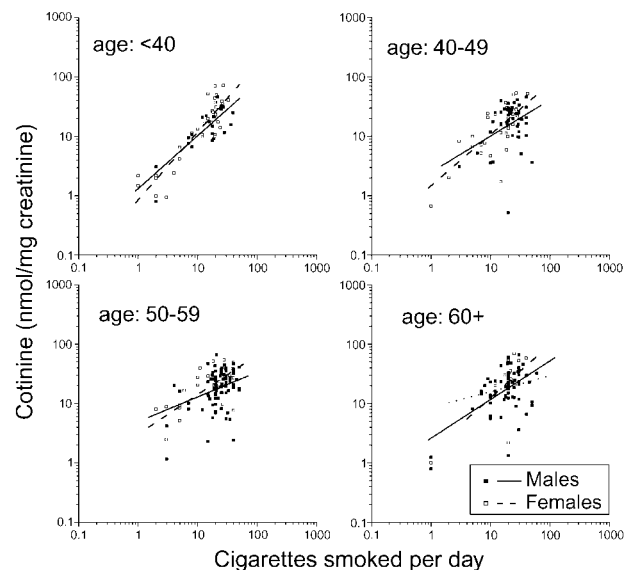 age: <40
1000
100
10
1
0.1
0.1 1 10 100 1000
age: 40-49
1000
100
10
1
0.1
0.1 1 10 100 1000
age: 50-59
1000
100
10
1
0.1
0.1 1 10 100 1000
age: 60+
1000
100
10
1
0.1
0.1 1 10 100 1000
Males
Females
Cotinine (nmol/mg creatinine)
Cigarettes smoked per day